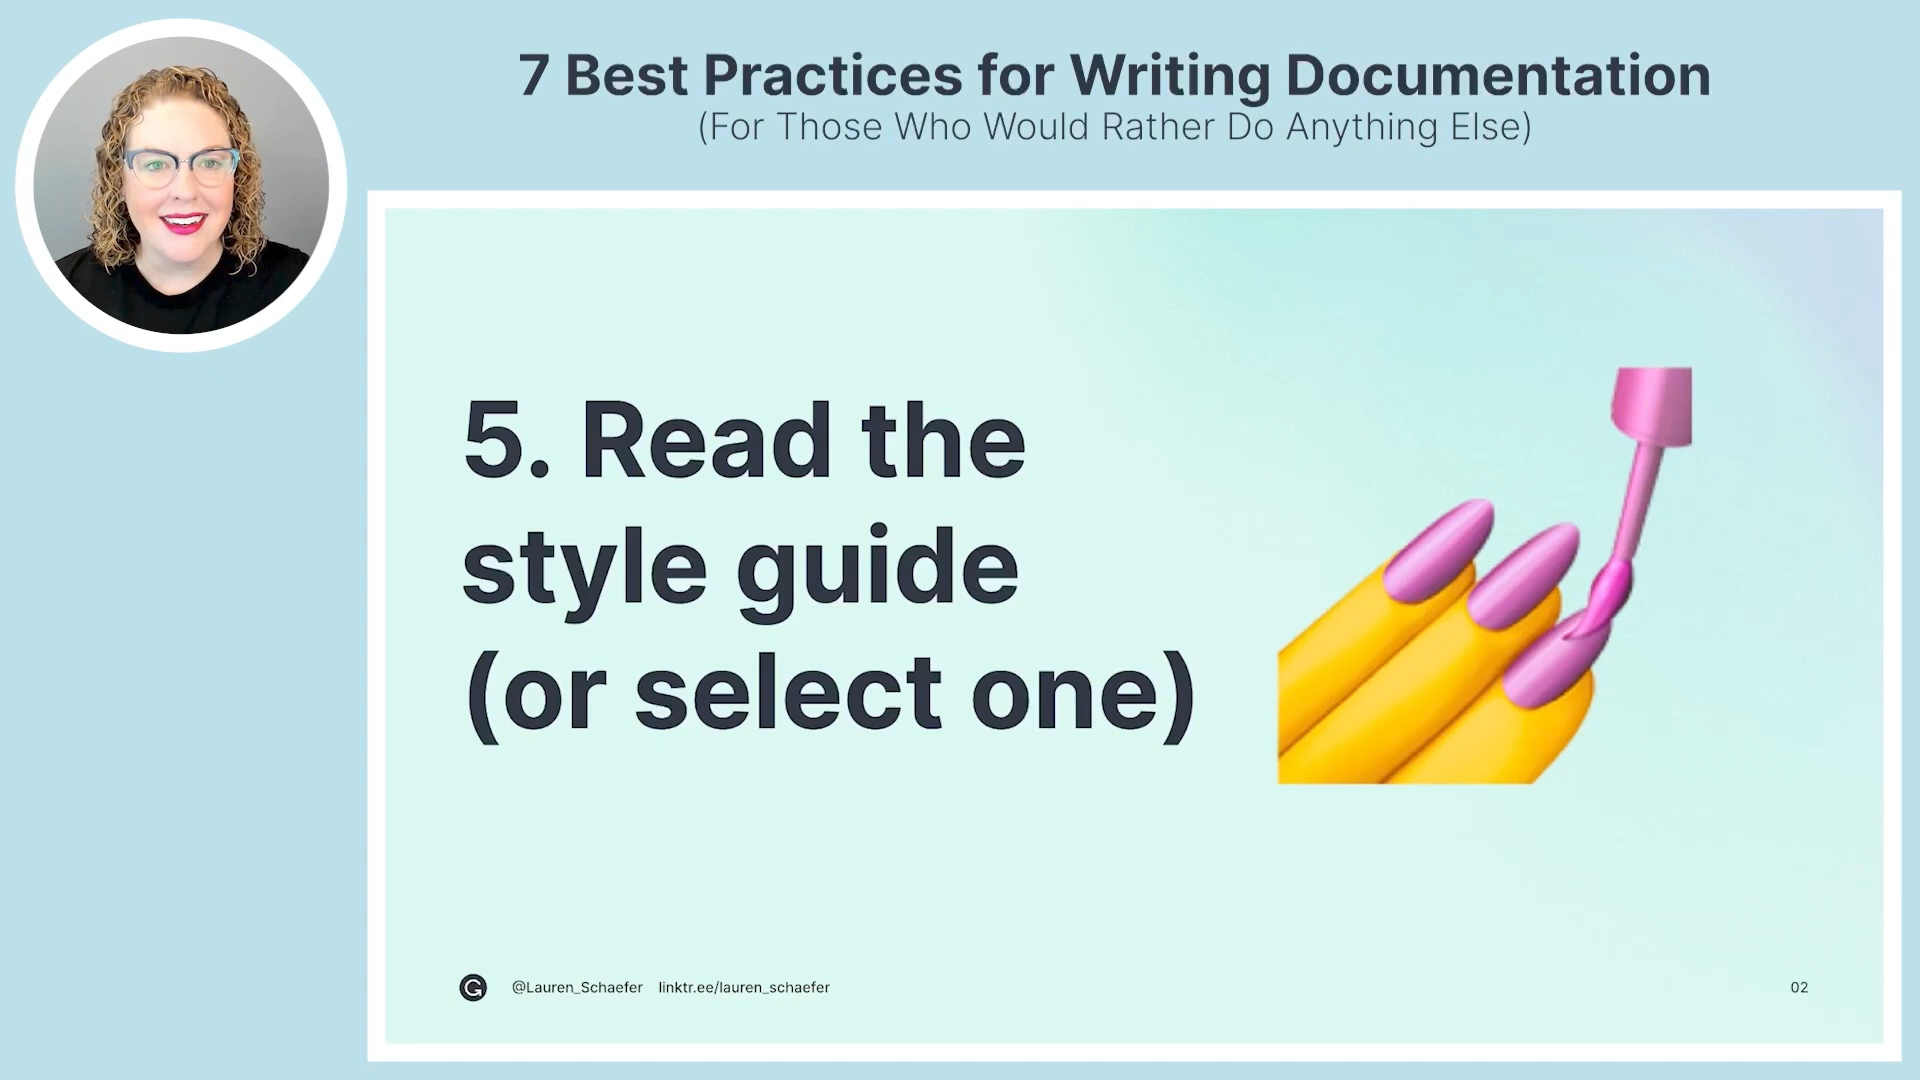 7 Best Practices for Writing Documentation
(For Those Who Would Rather Do Anything Else)
5. Read the
style guide
(or select one)
@Lauren_Schaefer linktr.ee/lauren_schaefer
02